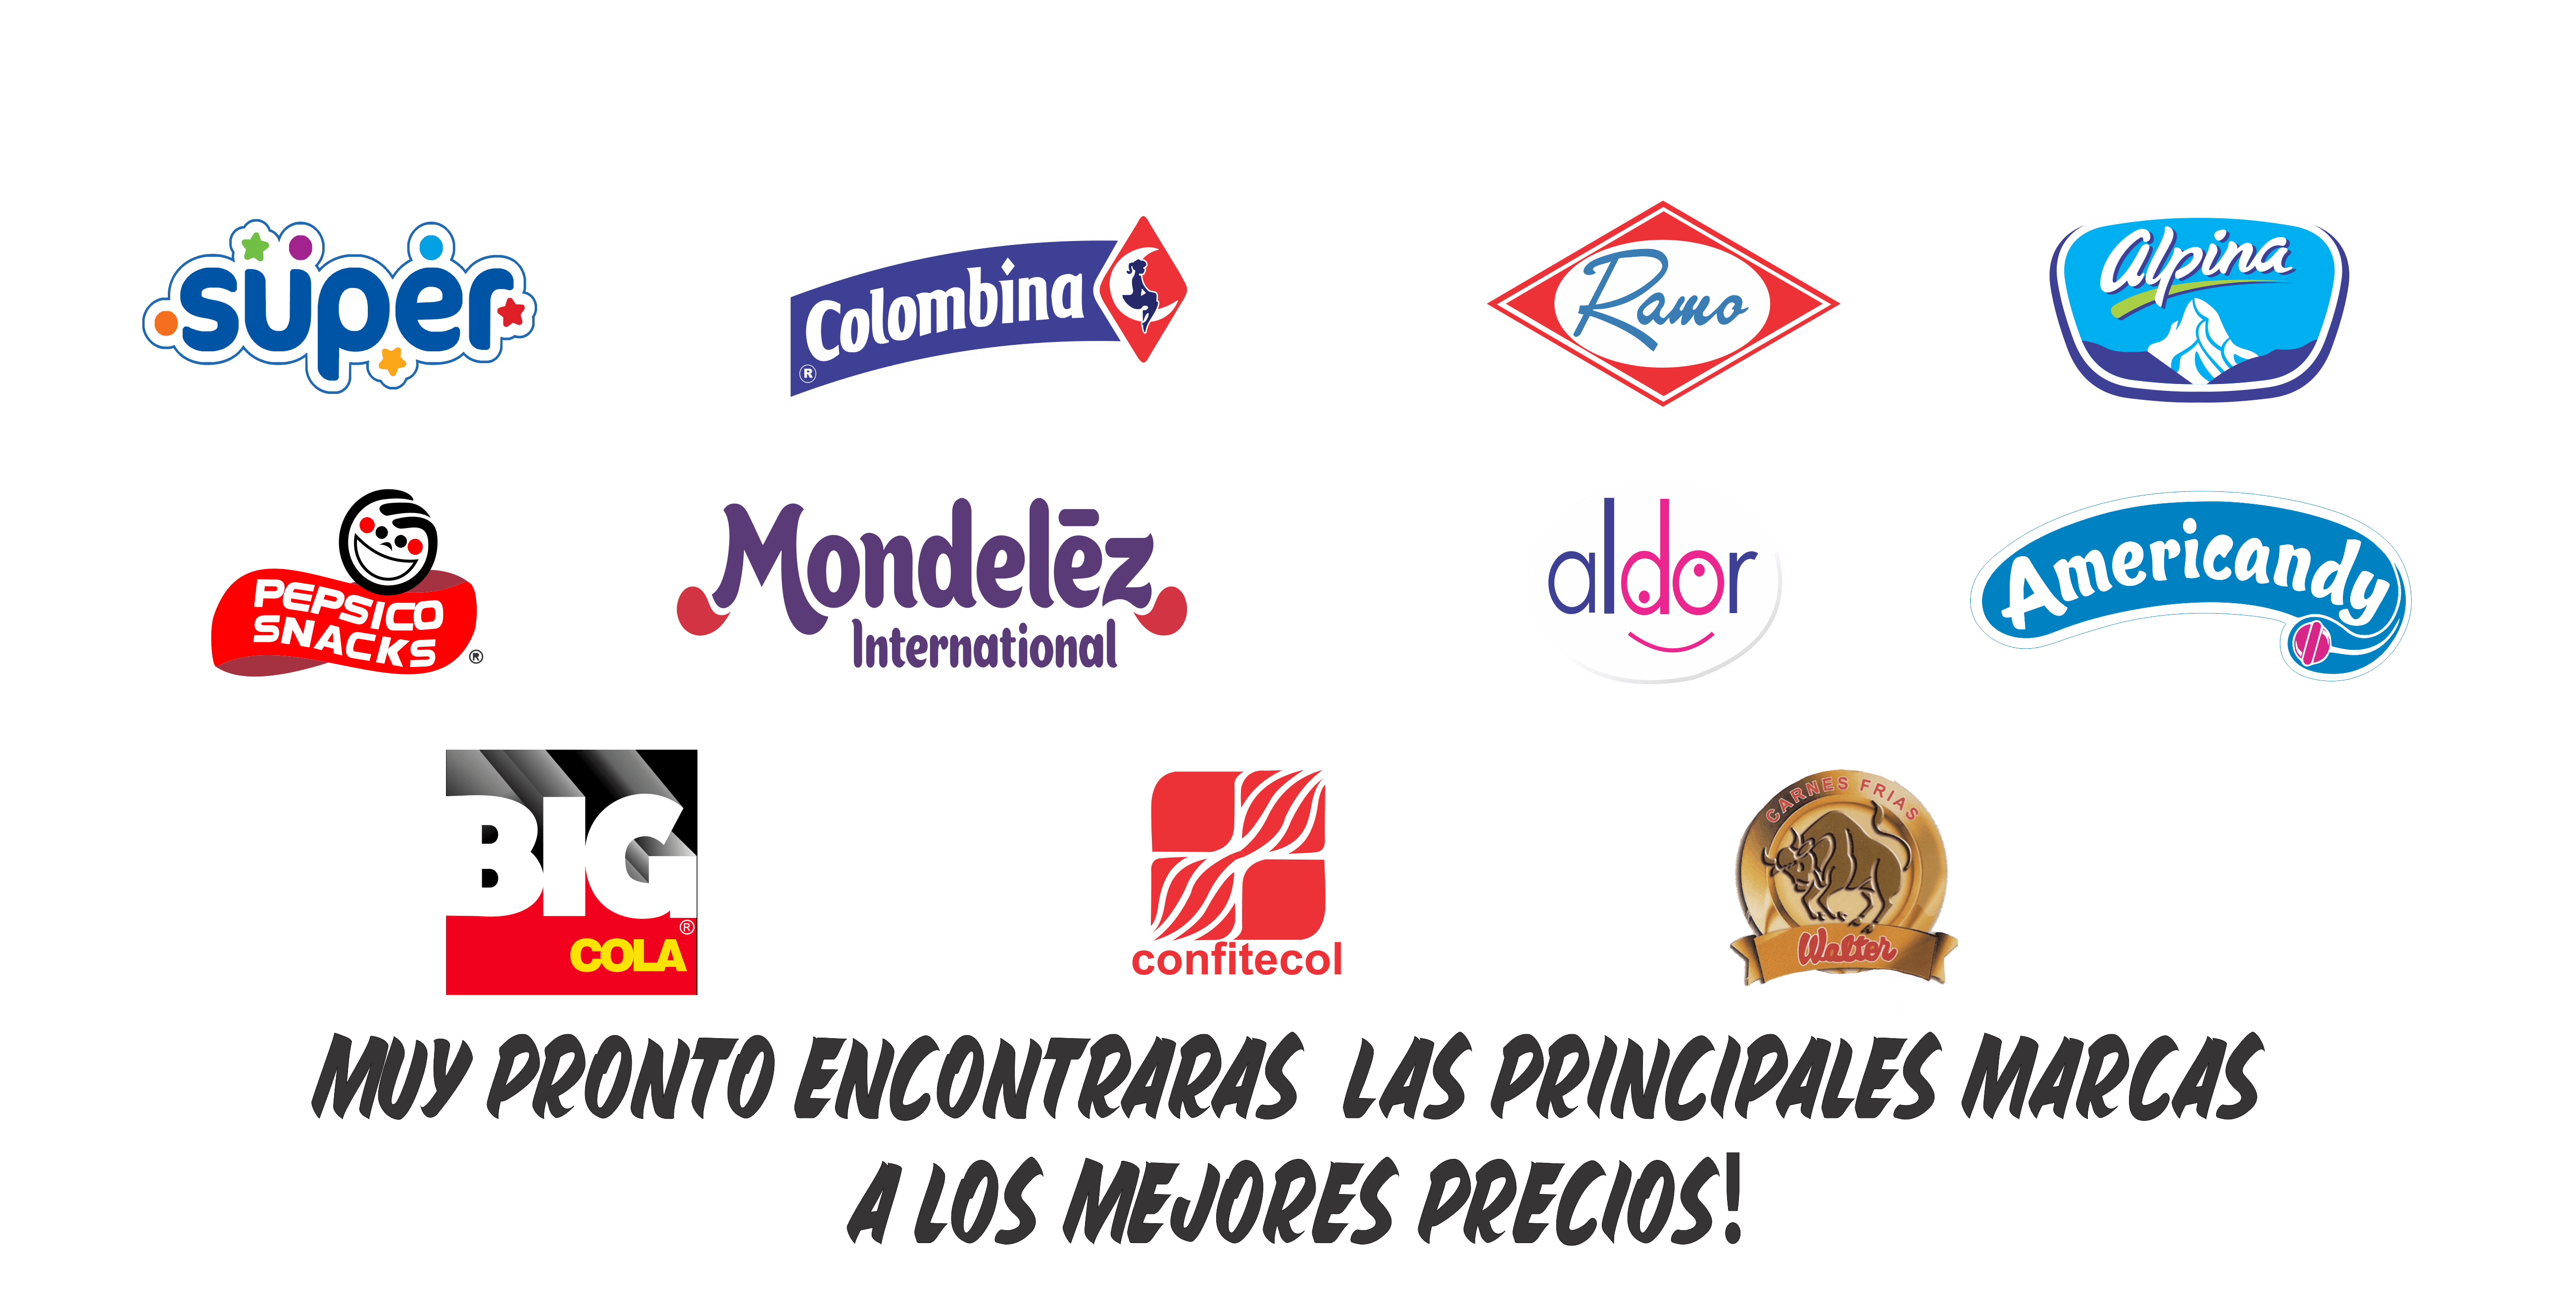 super
Colombina
®
Ramo
alpina
PEPSICO
SNACKS
®
Mondelēz
International
aldor
Americandy
BIG
®
COLA
confitecol
CARNES FRIAS
Walter
MUY PRONTO ENCONTRARAS LAS PRINCIPALES MARCAS
A LOS MEJORES PRECIOS!